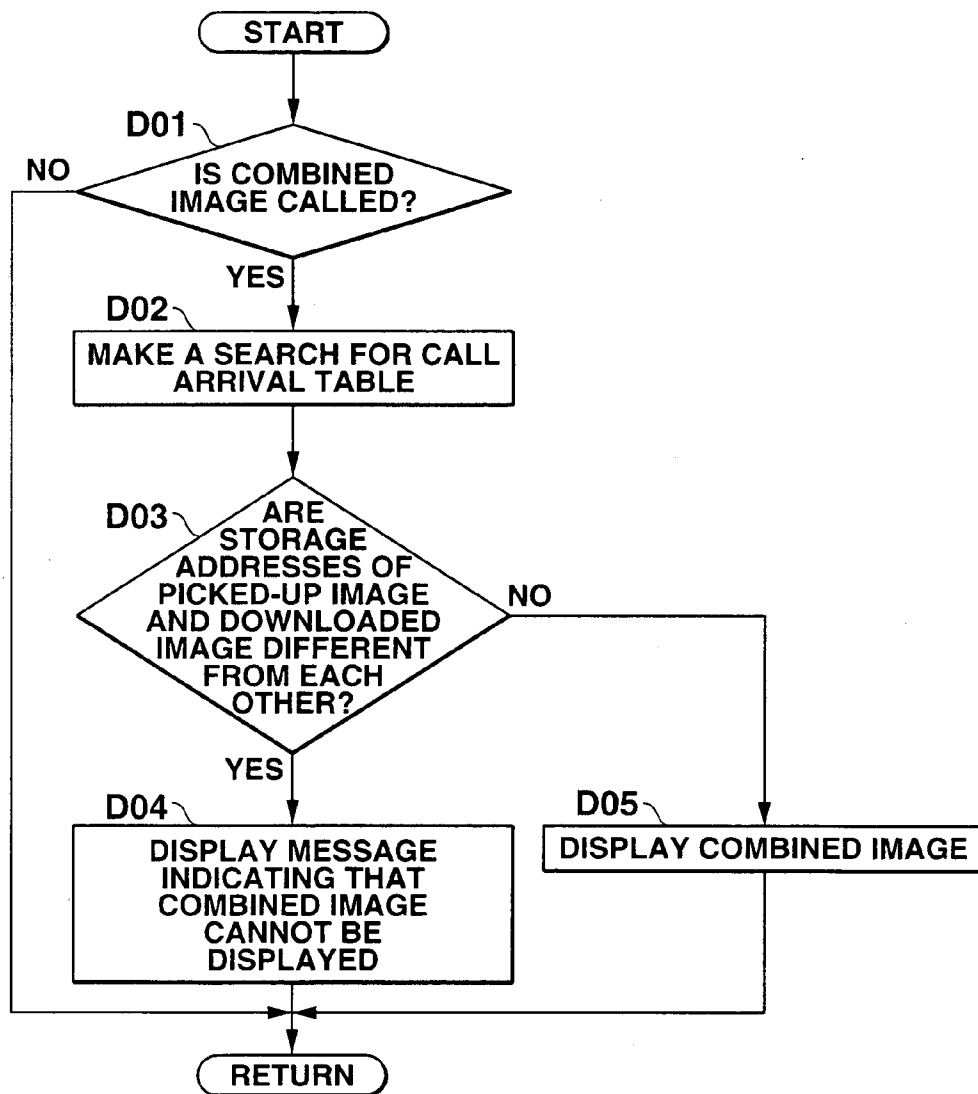 START
D01
NO
IS COMBINED
IMAGE CALLED?
YES
D02
MAKE A SEARCH FOR CALL
ARRIVAL TABLE
D03
ARE
STORAGE
ADDRESSES OF
PICKED-UP IMAGE
AND DOWNLOADED
IMAGE DIFFERENT
FROM EACH
OTHER?
NO
YES
D04
DISPLAY MESSAGE
INDICATING THAT
COMBINED IMAGE
CANNOT BE
DISPLAYED
D05
DISPLAY COMBINED IMAGE
RETURN